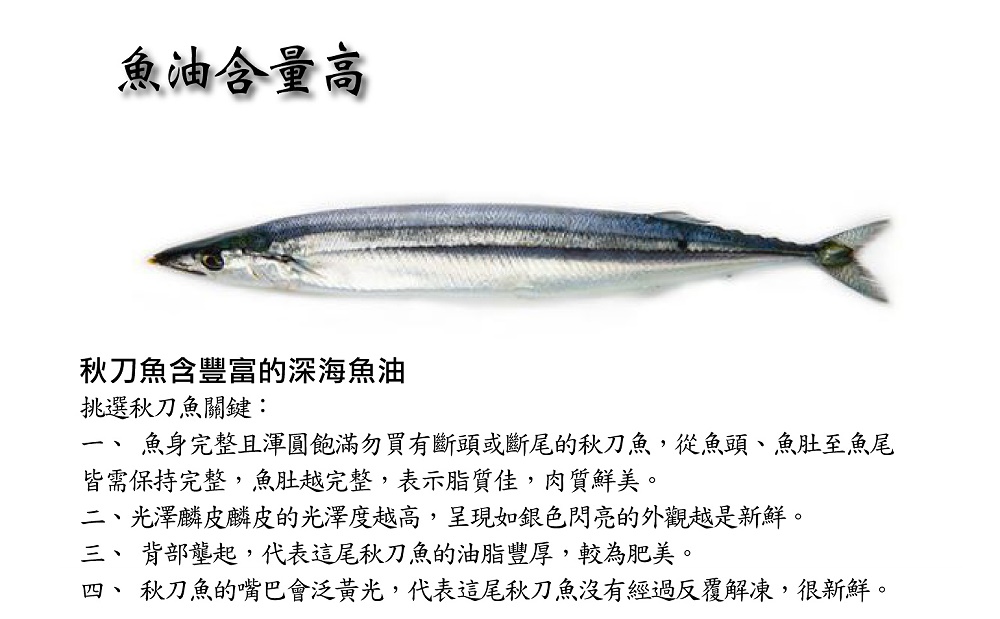 魚油含量高
秋刀魚含豐富的深海魚油
挑選秋刀魚關鍵：
一、 魚身完整且渾圓飽滿勿買有斷頭或斷尾的秋刀魚，從魚頭、魚肚至魚尾
皆需保持完整，魚肚越完整，表示脂質佳，肉質鮮美。
二、光澤麟皮麟皮的光澤度越高，呈現如銀色閃亮的外觀越是新鮮。
三、 背部壟起，代表這尾秋刀魚的油脂豐厚，較為肥美。
四、 秋刀魚的嘴巴會泛黃光，代表這尾秋刀魚沒有經過反覆解凍，很新鮮。